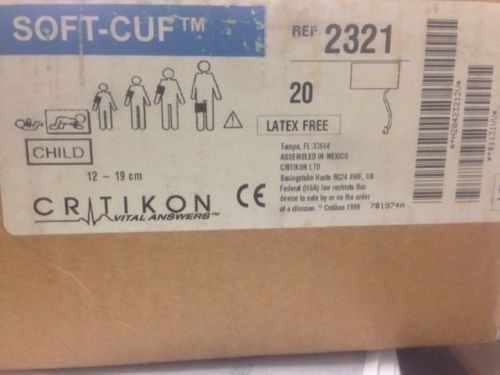 SOFT-CUF™
REF 2321
20
LATEX FREE
CHILD
12 - 19 cm
CRITIKON
VITAL ANSWERS™
CE
Tampa, FL 33614
ASSEMBLED IN MEXICO
CRITIKON LTD
Basingstoke Hants RG24 8WF, UK
Federal (USA) law restricts this
device to sale by or on the order
of a clinician. © Critikon 1999 791974A